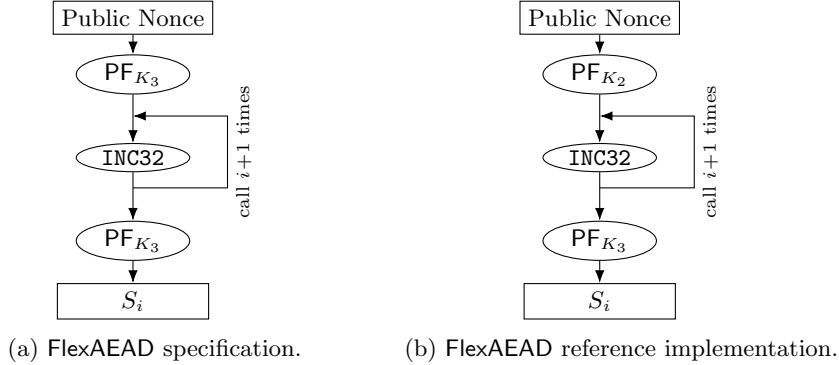 Public Nonce
PF_{K_3}
INC32
call i+1 times
PF_{K_3}
S_i
(a) FlexAEAD specification.
Public Nonce
PF_{K_2}
INC32
call i+1 times
PF_{K_3}
S_i
(b) FlexAEAD reference implementation.